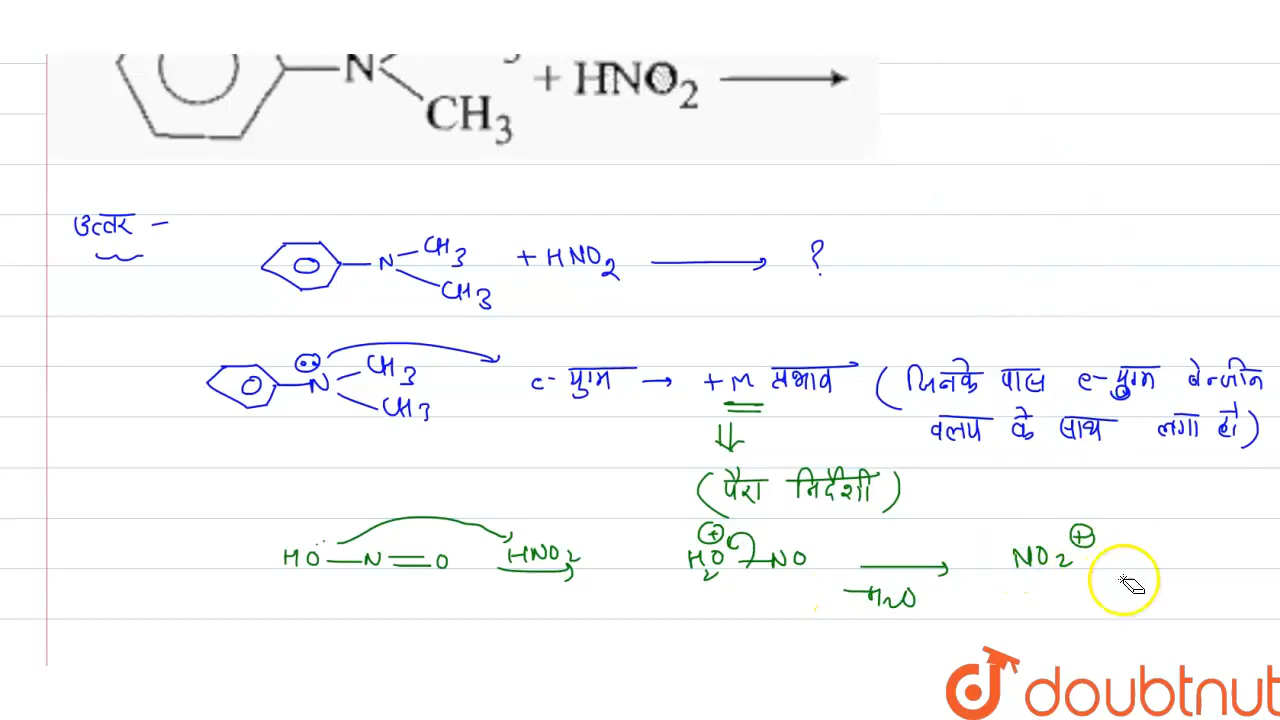 N
+ HNO2
CH3
उत्तर -
N CH3 + HNO2 ?
CH3
N CH3 e- युग्म → +M प्रभाव (जिनके पास e- युग्म बेन्जीन
CH3 वलय के साथ लगा हो)
(पैरा निर्देशी)
HO-N=O HNO2 H2O-NO ⊕ -H2O NO2⊕
doubtnut